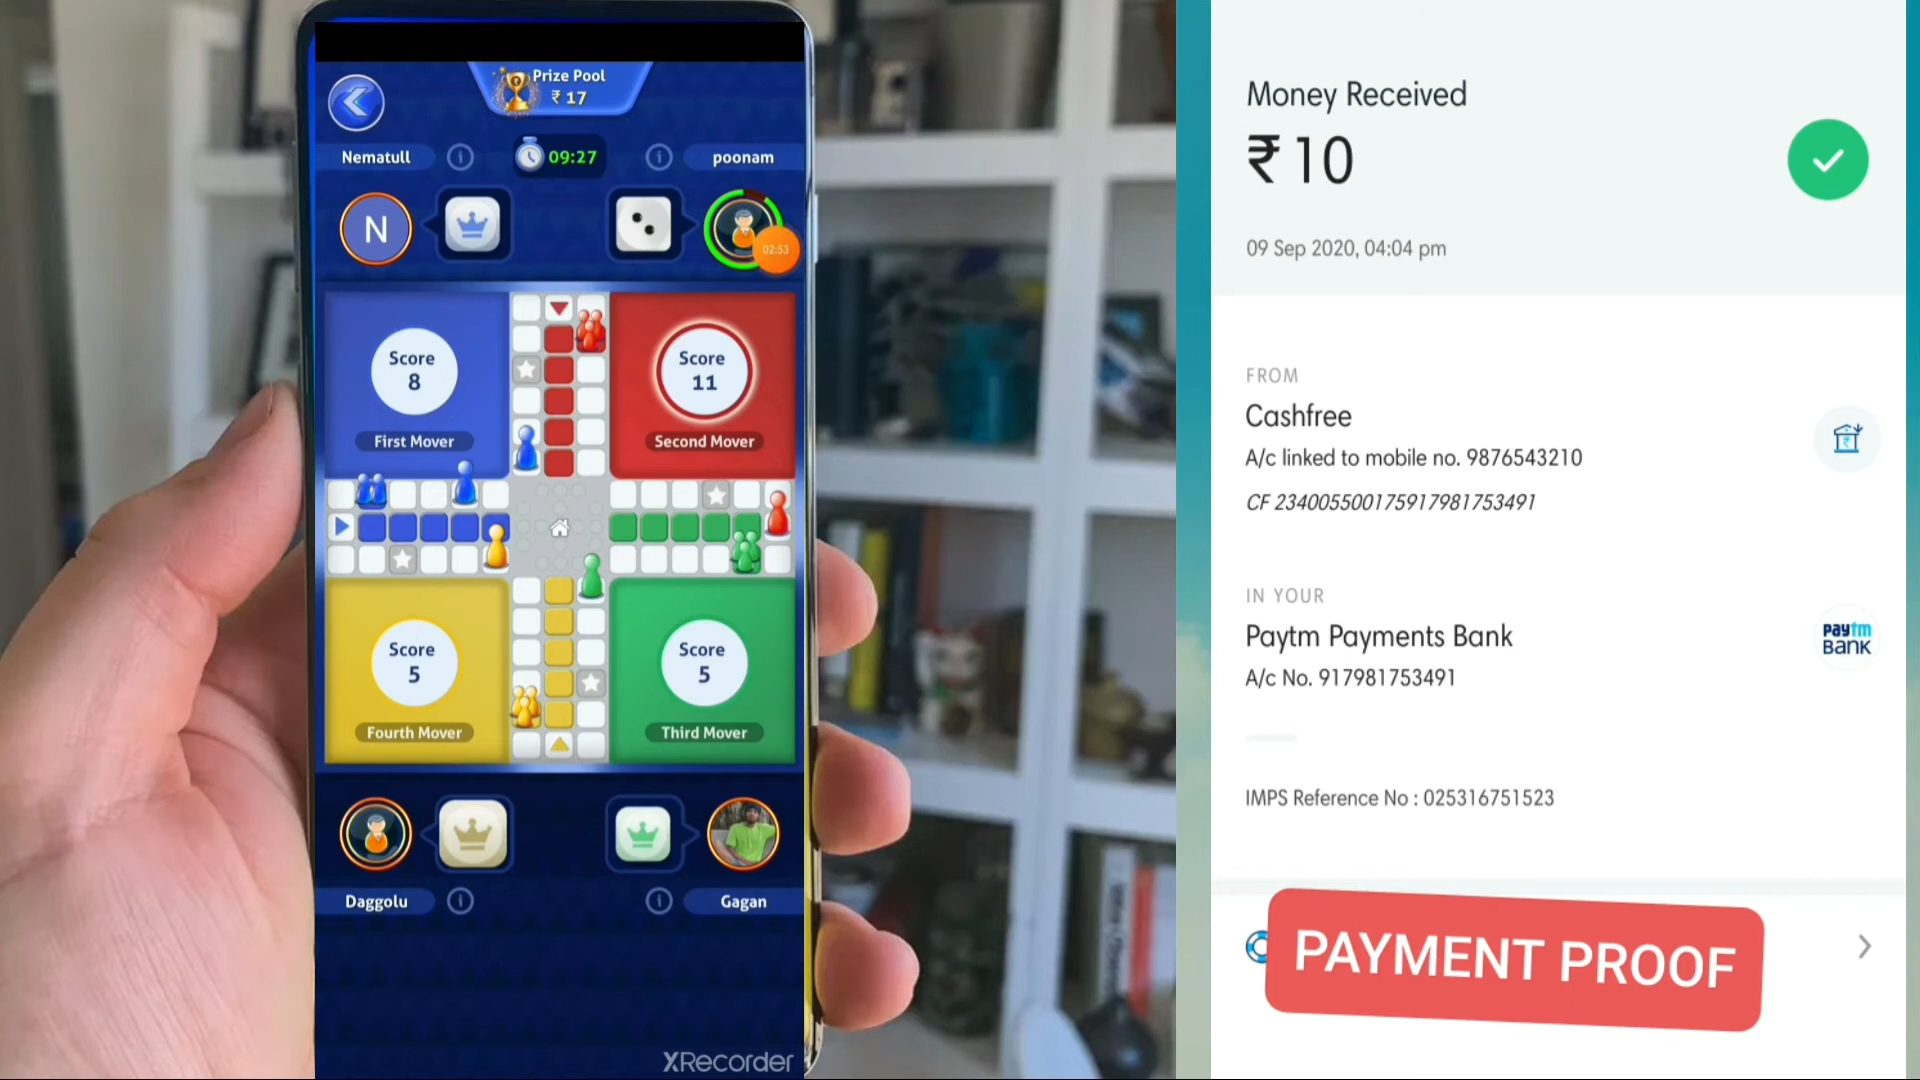 Prize Pool
₹ 17
Nematull
09:27
poonam
N
02:53
Score
8
First Mover
Score
11
Second Mover
Score
5
Fourth Mover
Score
5
Third Mover
Daggolu
Gagan
XRecorder
Money Received
₹ 10
09 Sep 2020, 04:04 pm
FROM
Cashfree
A/c linked to mobile no. 9876543210
CF 234005500175917981753491
IN YOUR
Paytm Payments Bank
A/c No. 917981753491
paytm
BANK
IMPS Reference No : 025316751523
PAYMENT PROOF